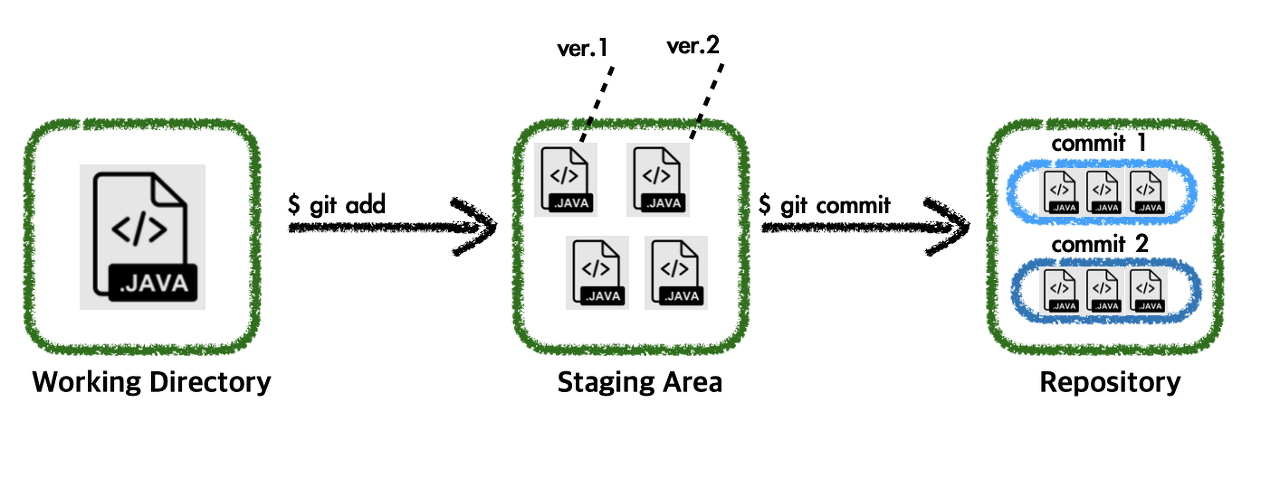 ver.1
ver.2
.JAVA
$ git add
.JAVA
.JAVA
.JAVA
.JAVA
$ git commit
commit 1
.JAVA
.JAVA
.JAVA
commit 2
.JAVA
.JAVA
.JAVA
Working Directory
Staging Area
Repository